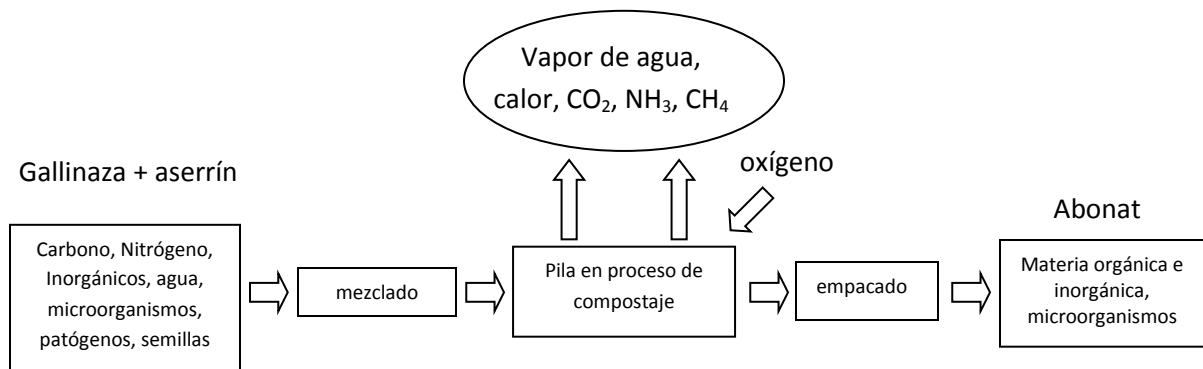 Vapor de agua,
calor, CO₂, NH₃, CH₄
oxígeno
Gallinaza + aserrín
Abonat
Carbono, Nitrógeno,
Inorgánicos, agua,
microorganismos,
patógenos, semillas
mezclado
Pila en proceso de
compostaje
empacado
Materia orgánica e
inorgánica,
microorganismos